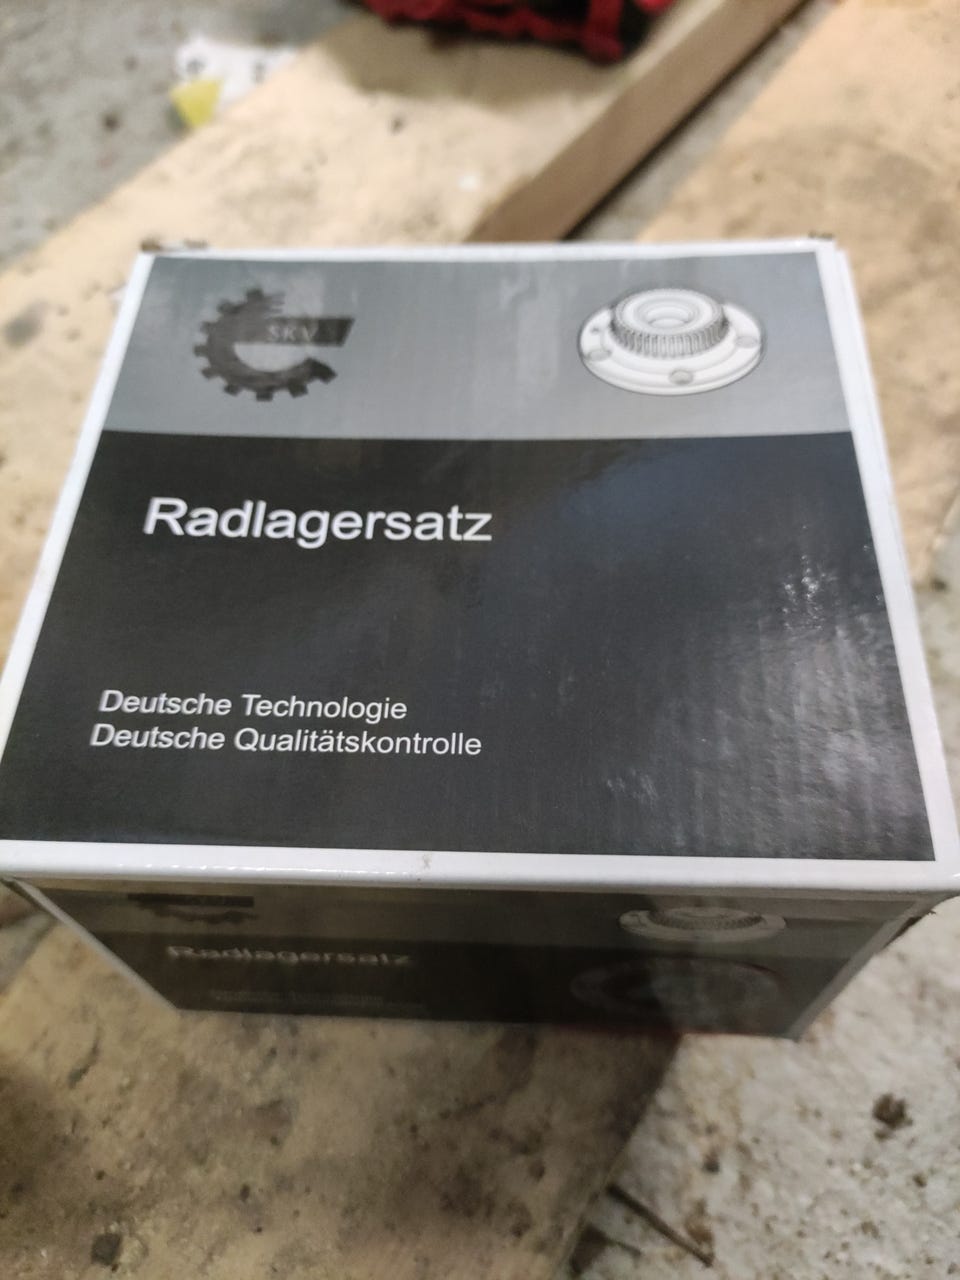 SKV
Radlagersatz
Deutsche Technologie
Deutsche Qualitätskontrolle
Radlagersatz